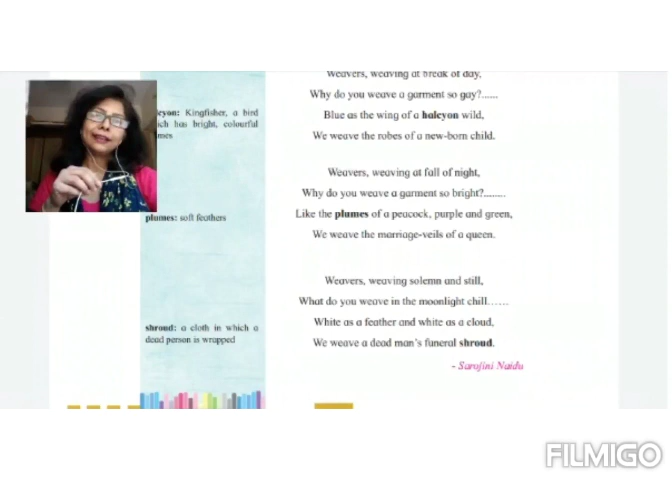 Weavers, weaving at break of day,
Why do you weave a garment so gay?......
Blue as the wing of a halcyon wild,
We weave the robes of a new-born child.
Weavers, weaving at fall of night,
Why do you weave a garment so bright?........
Like the plumes of a peacock, purple and green,
We weave the marriage-veils of a queen.
Weavers, weaving solemn and still,
What do you weave in the moonlight chill......
White as a feather and white as a cloud,
We weave a dead man's funeral shroud.
- Sarojini Naidu
Kingfisher, a bird
has bright, colourful
plumes: soft feathers
shroud: a cloth in which a
dead person is wrapped
FILMIGO